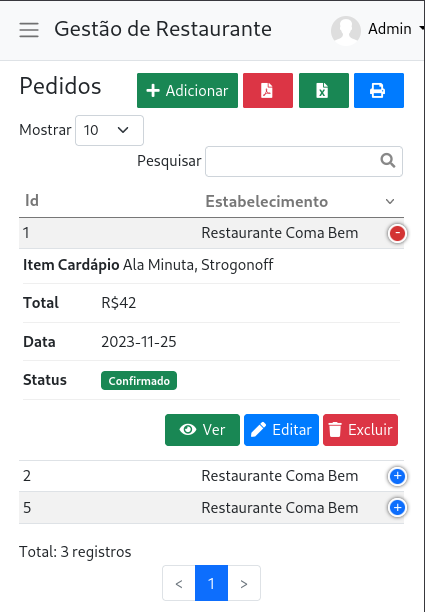 Gestão de Restaurante
Admin
Pedidos
Adicionar
Mostrar 10
Pesquisar
Id Estabelecimento
1 Restaurante Coma Bem
Item Cardápio Ala Minuta, Strogonoff
Total R$42
Data 2023-11-25
Status Confirmado
Ver Editar Excluir
2 Restaurante Coma Bem
5 Restaurante Coma Bem
Total: 3 registros
< 1 >